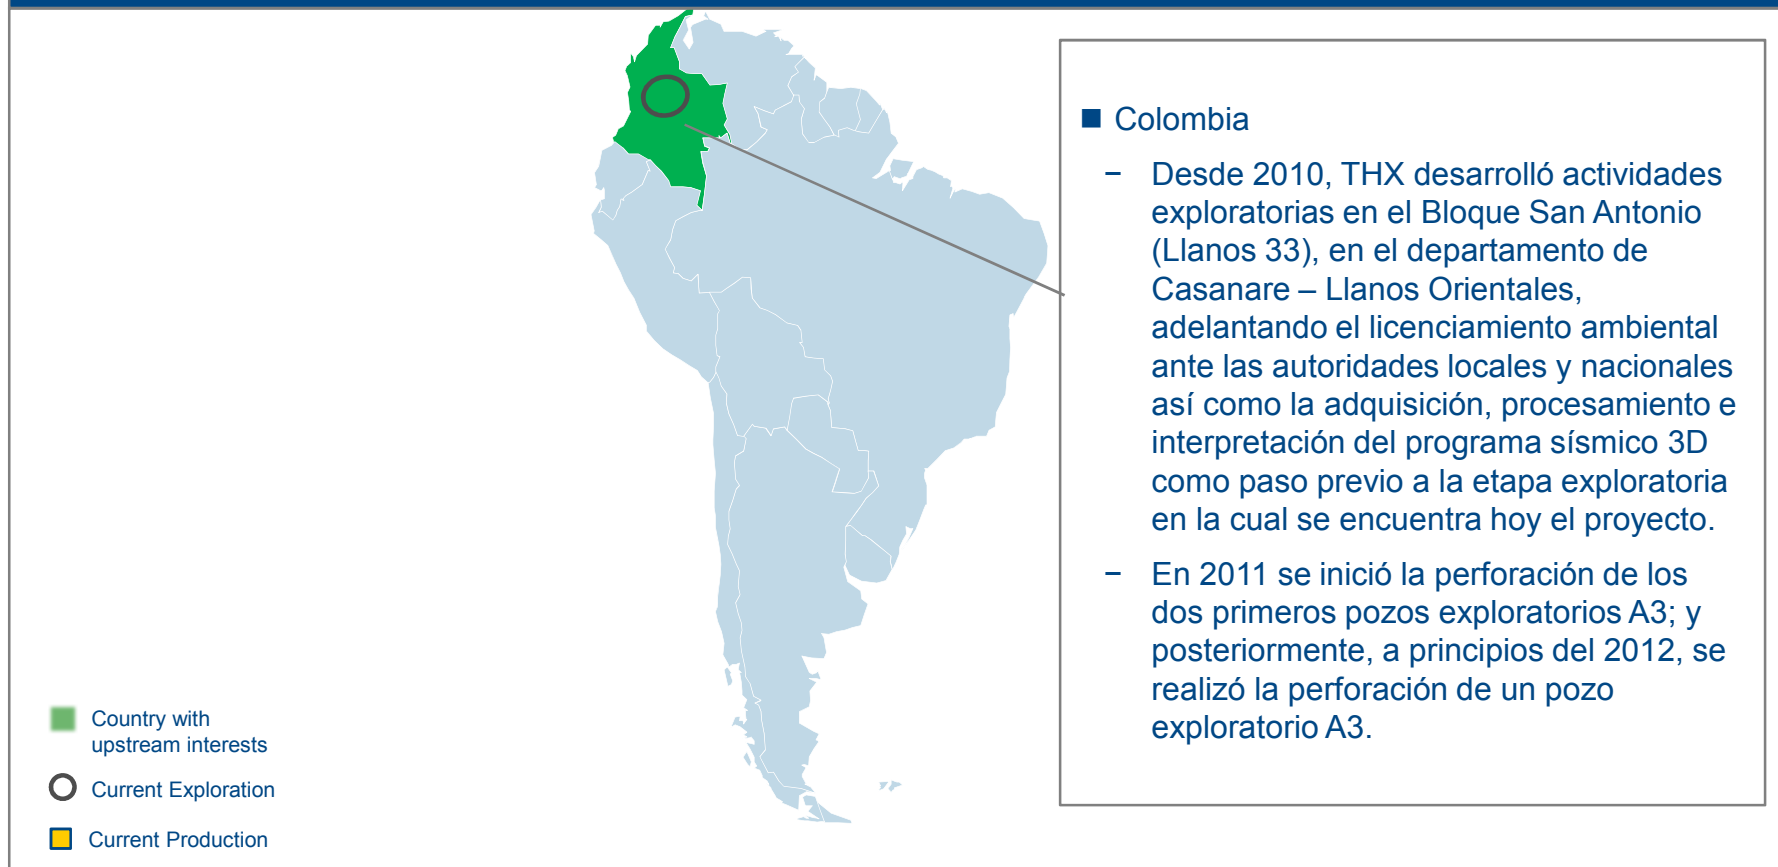 Colombia
− Desde 2010, THX desarrolló actividades
exploratorias en el Bloque San Antonio
(Llanos 33), en el departamento de
Casanare – Llanos Orientales,
adelantando el licenciamiento ambiental
ante las autoridades locales y nacionales
así como la adquisición, procesamiento e
interpretación del programa sísmico 3D
como paso previo a la etapa exploratoria
en la cual se encuentra hoy el proyecto.
− En 2011 se inició la perforación de los
dos primeros pozos exploratorios A3; y
posteriormente, a principios del 2012, se
realizó la perforación de un pozo
exploratorio A3.
Country with
upstream interests
Current Exploration
Current Production